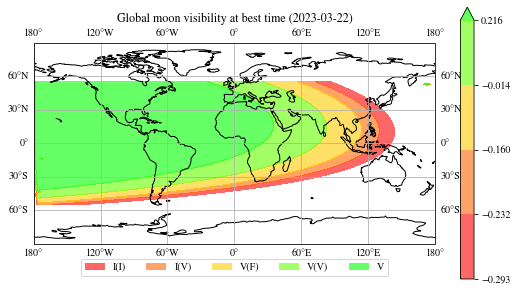 Global moon visibility at best time (2023-03-22)
180° 120°W 60°W 0° 60°E 120°E 180°
60°N 60°N
30°N 30°N
0° 0°
30°S 30°S
60°S 60°S
180° 120°W 60°W 0° 60°E 120°E 180°
I(I) I(V) V(F) V(V) V
0.216
−0.014
−0.160
−0.232
−0.293